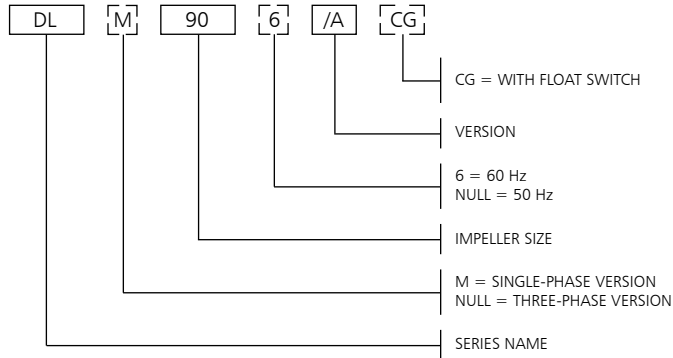 DL M 90 6 /A CG
CG = WITH FLOAT SWITCH
VERSION
6 = 60 Hz
NULL = 50 Hz
IMPELLER SIZE
M = SINGLE-PHASE VERSION
NULL = THREE-PHASE VERSION
SERIES NAME